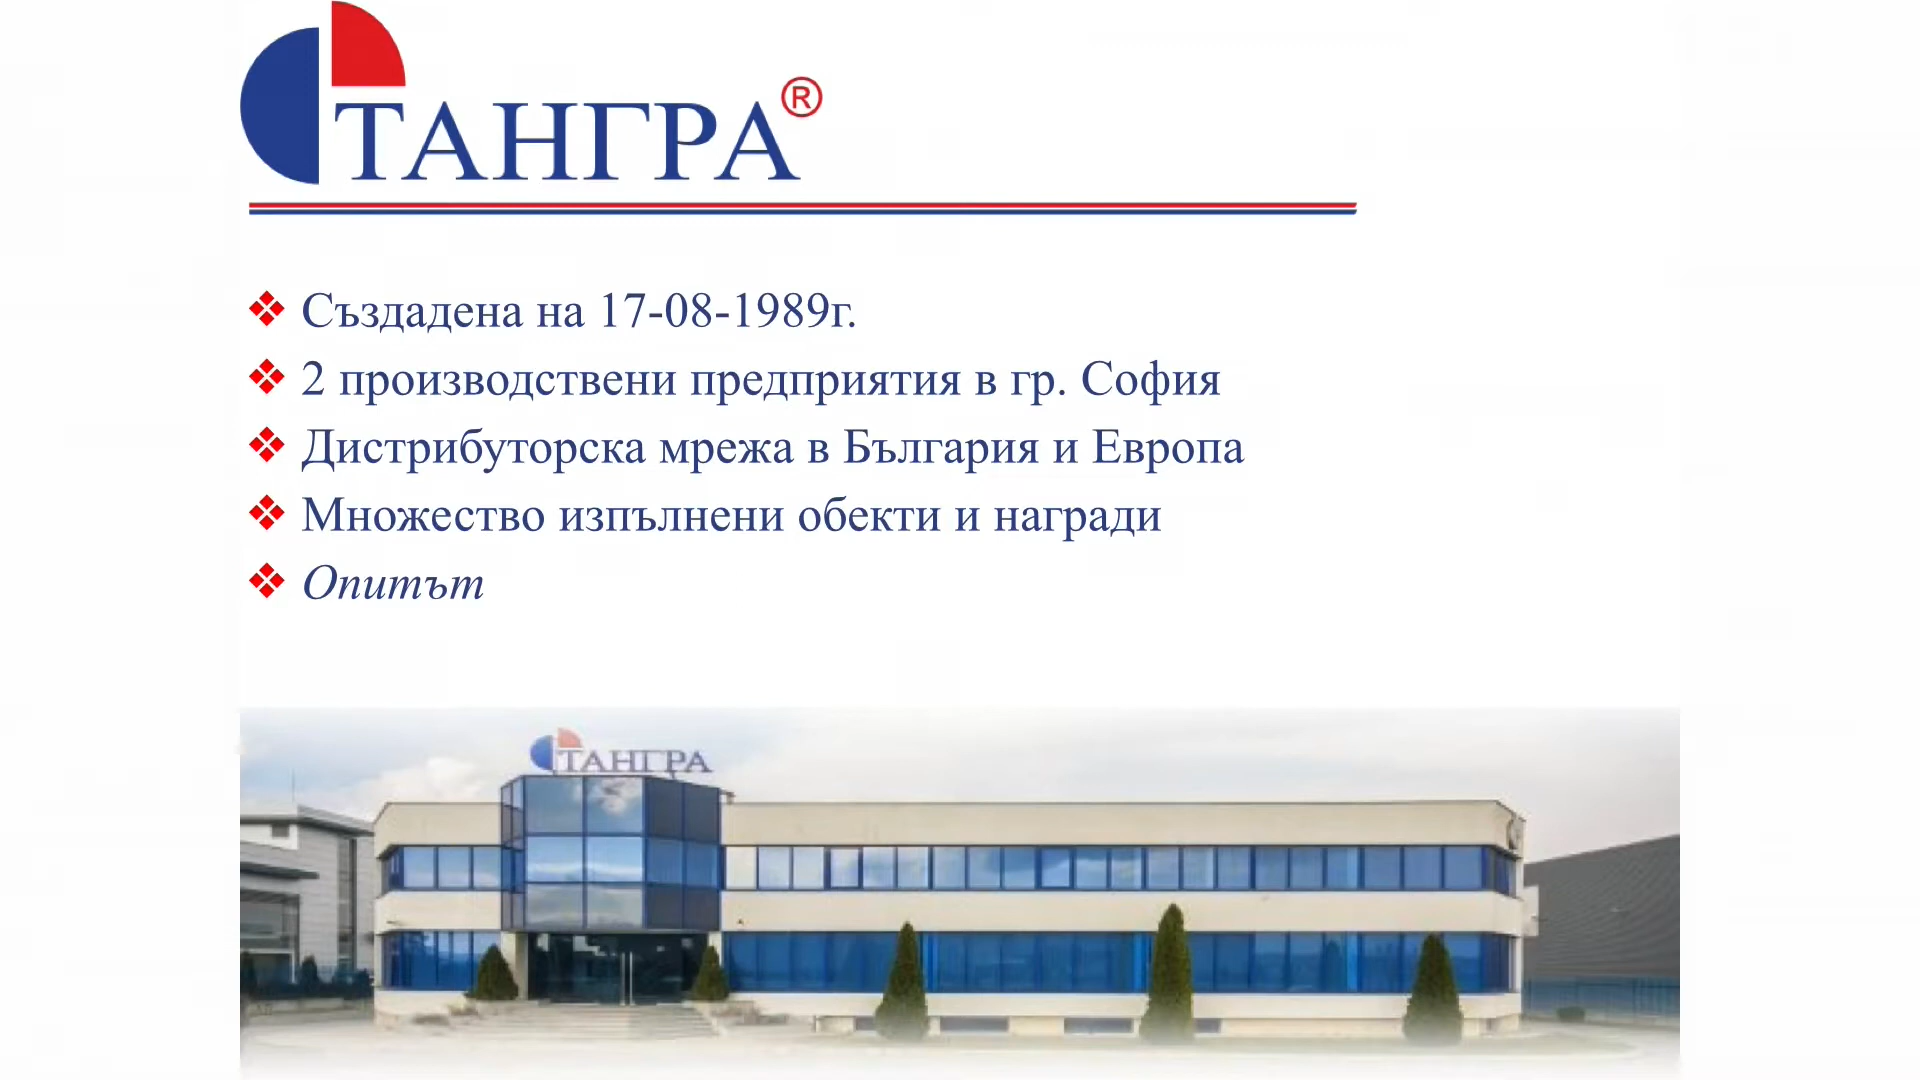 ТАНГРА®
Създадена на 17-08-1989г.
2 производствени предприятия в гр. София
Дистрибуторска мрежа в България и Европа
Множество изпълнени обекти и награди
Опитът
ТАНГРА